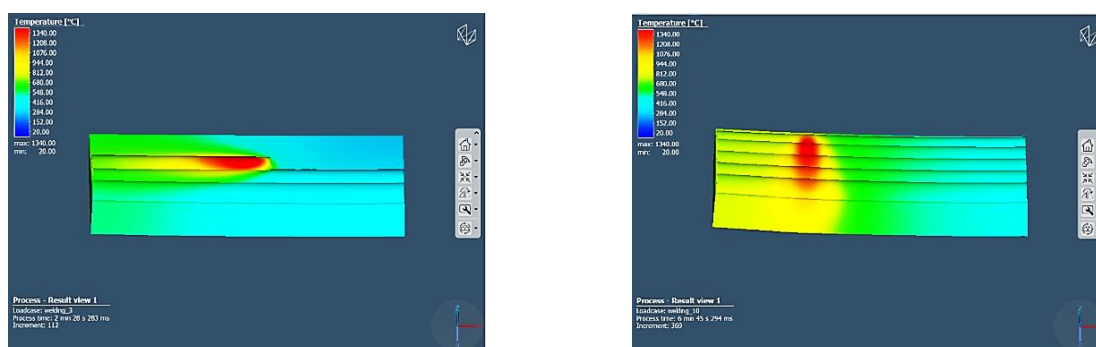 Temperature [°C]
1340.00
1208.00
1076.00
944.00
812.00
680.00
548.00
416.00
284.00
152.00
20.00
max: 1340.00
min: 20.00
Process - Result view 1
Loadcase: welding_3
Process time: 2 min 28 s 283 ms
Increment: 112
Temperature [°C]
1340.00
1208.00
1076.00
944.00
812.00
680.00
548.00
416.00
284.00
152.00
20.00
max: 1340.00
min: 20.00
Process - Result view 1
Loadcase: welding_10
Process time: 6 min 45 s 294 ms
Increment: 369